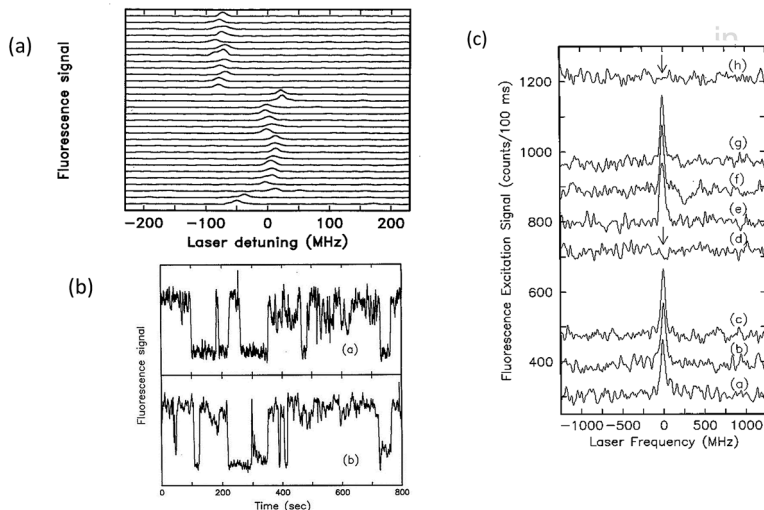 (a)
Fluorescence signal
-200 -100 0 100 200
Laser detuning (MHz)
(b)
Fluorescence signal
(a)
(b)
0 200 400 600 800
Time (sec)
(c)
in
Fluorescence Excitation Signal (counts/100 ms)
1200
1000
800
600
400
(h)
(g)
(f)
(e)
(d)
(c)
(b)
(a)
-1000 -500 0 500 1000
Laser Frequency (MHz)